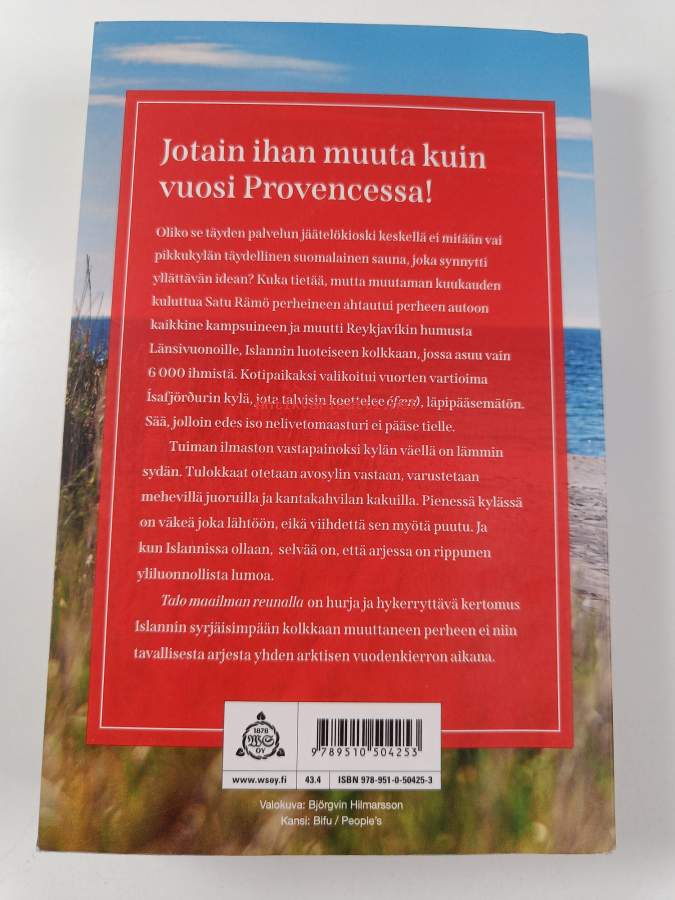 Jotain ihan muuta kuin
vuosi Provencessa!
Oliko se täyden palvelun jäätelökioski keskellä ei mitään vai
pikkukylän täydellinen suomalainen sauna, joka synnytti
yllättävän idean? Kuka tietää, mutta muutaman kuukauden
kuluttua Satu Rämö perheineen ahtautui perheen autoon
kaikkine kampsuineen ja muutti Reykjavíkin humusta
Länsivuonoille, Islannin luoteiseen kolkkaan, jossa asuu vain
6 000 ihmistä. Kotipaikaksi valikoitui vuorten vartioima
Ísafjörðurin kylä, jota talvisin koettelee ófært, läpipääsemätön.
Sää, jolloin edes iso nelivetomaasturi ei pääse tielle.
Tuiman ilmaston vastapainoksi kylän väellä on lämmin
sydän. Tulokkaat otetaan avosylin vastaan, varustetaan
mehevillä juoruilla ja kantakahvilan kakuilla. Pienessä kylässä
on väkeä joka lähtöön, eikä viihdettä sen myötä puutu. Ja
kun Islannissa ollaan, selvää on, että arjessa on rippunen
yliluonnollista lumoa.
Talo maailman reunalla on hurja ja hykerryttävä kertomus
Islannin syrjäisimpään kolkkaan muuttaneen perheen ei niin
tavallisesta arjesta yhden arktisen vuodenkierron aikana.
1878
WS
OY
9 789510 504253
www.wsoy.fi
43.4
ISBN 978-951-0-50425-3
Valokuva: Björgvin Hilmarsson
Kansi: Bifu / People's